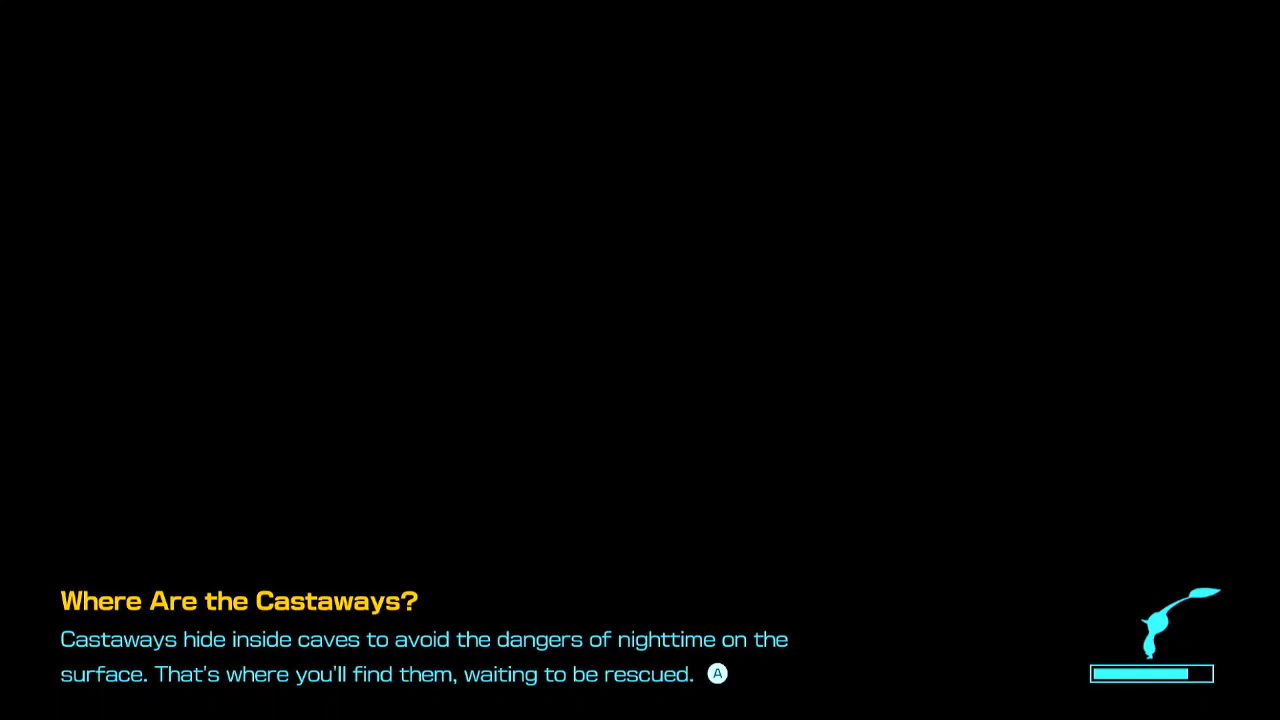 Where Are the Castaways?
Castaways hide inside caves to avoid the dangers of nighttime on the
surface. That's where you'll find them, waiting to be rescued. A